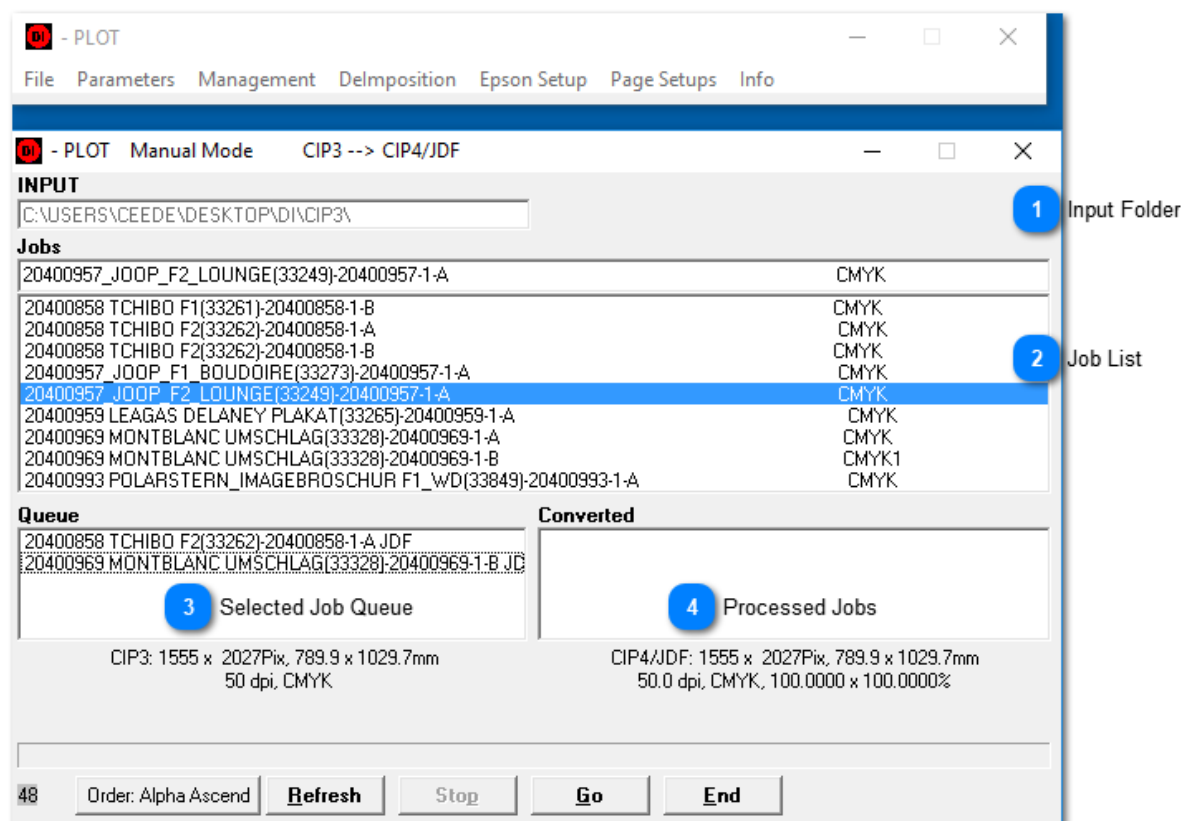 DI - PLOT
File Parameters Management DeImposition Epson Setup Page Setups Info
DI - PLOT Manual Mode CIP3 --> CIP4/JDF
INPUT
C:\USERS\CEEDE\DESKTOP\DI\CIP3\
1 Input Folder
Jobs
20400957_JOOP_F2_LOUNGE(33249)-20400957-1-A CMYK
20400858 TCHIBO F1(33261)-20400858-1-B CMYK
20400858 TCHIBO F2(33262)-20400858-1-A CMYK
20400858 TCHIBO F2(33262)-20400858-1-B CMYK
2 Job List
20400957_JOOP_F1_BOUDOIRE(33273)-20400957-1-A CMYK
20400957_JOOP_F2_LOUNGE(33249)-20400957-1-A CMYK
20400959 LEAGAS DELANEY PLAKAT(33265)-20400959-1-A CMYK
20400969 MONTBLANC UMSCHLAG(33328)-20400969-1-A CMYK
20400969 MONTBLANC UMSCHLAG(33328)-20400969-1-B CMYK1
20400993 POLARSTERN_IMAGEBROSCHUR F1_WD(33849)-20400993-1-A CMYK
Queue Converted
20400858 TCHIBO F2(33262)-20400858-1-A JDF
20400969 MONTBLANC UMSCHLAG(33328)-20400969-1-B JD
3 Selected Job Queue 4 Processed Jobs
CIP3: 1555 x 2027Pix, 789.9 x 1029.7mm CIP4/JDF: 1555 x 2027Pix, 789.9 x 1029.7mm
50 dpi, CMYK 50.0 dpi, CMYK, 100.0000 x 100.0000%
48 Order: Alpha Ascend Refresh Stop Go End